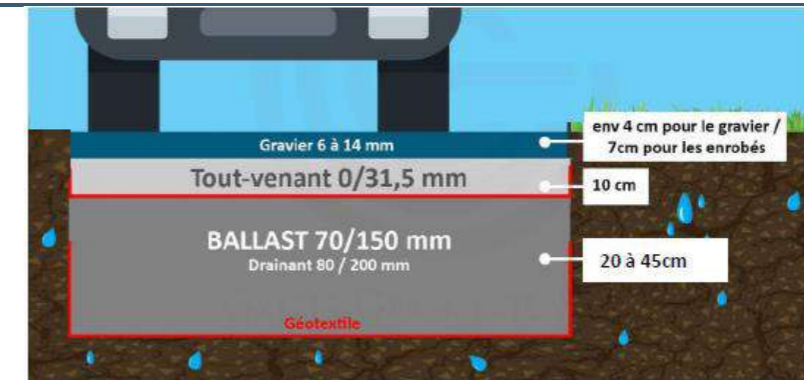 env 4 cm pour le gravier /
7cm pour les enrobés
Gravier 6 à 14 mm
Tout-venant 0/31,5 mm
10 cm
BALLAST 70/150 mm
Drainant 80 / 200 mm
20 à 45cm
Géotextile